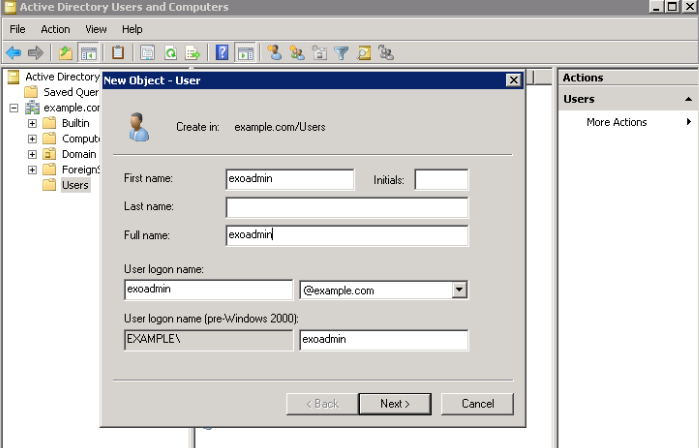 Active Directory Users and Computers
File Action View Help
Active Directory
Saved Quer
example.cor
Builtin
Compute
Domain
ForeignS
Users
New Object - User
Create in: example.com/Users
First name: exoadmin Initials:
Last name:
Full name: exoadmin
User logon name:
exoadmin @example.com
User logon name (pre-Windows 2000):
EXAMPLE\ exoadmin
< Back Next > Cancel
Actions
Users
More Actions